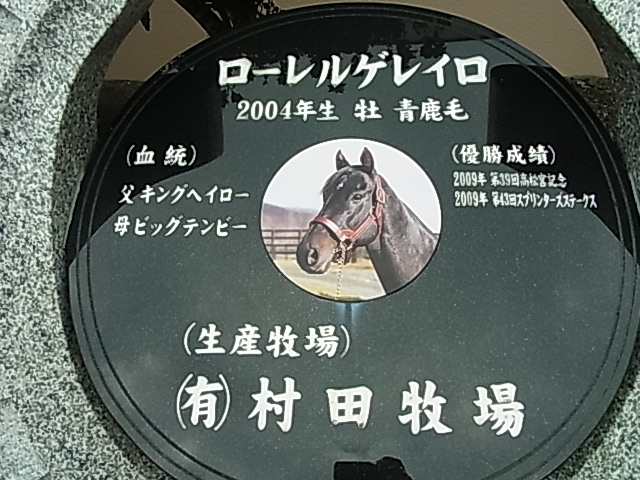 ローレルゲレイロ
2004年生 牡 青鹿毛
(血統)
父 キングヘイロー
母 ビッグテンビー
(優勝成績)
2009年 第39回高松宮記念
2009年 第43回スプリンターズステークス
(生産牧場)
(有)村田牧場